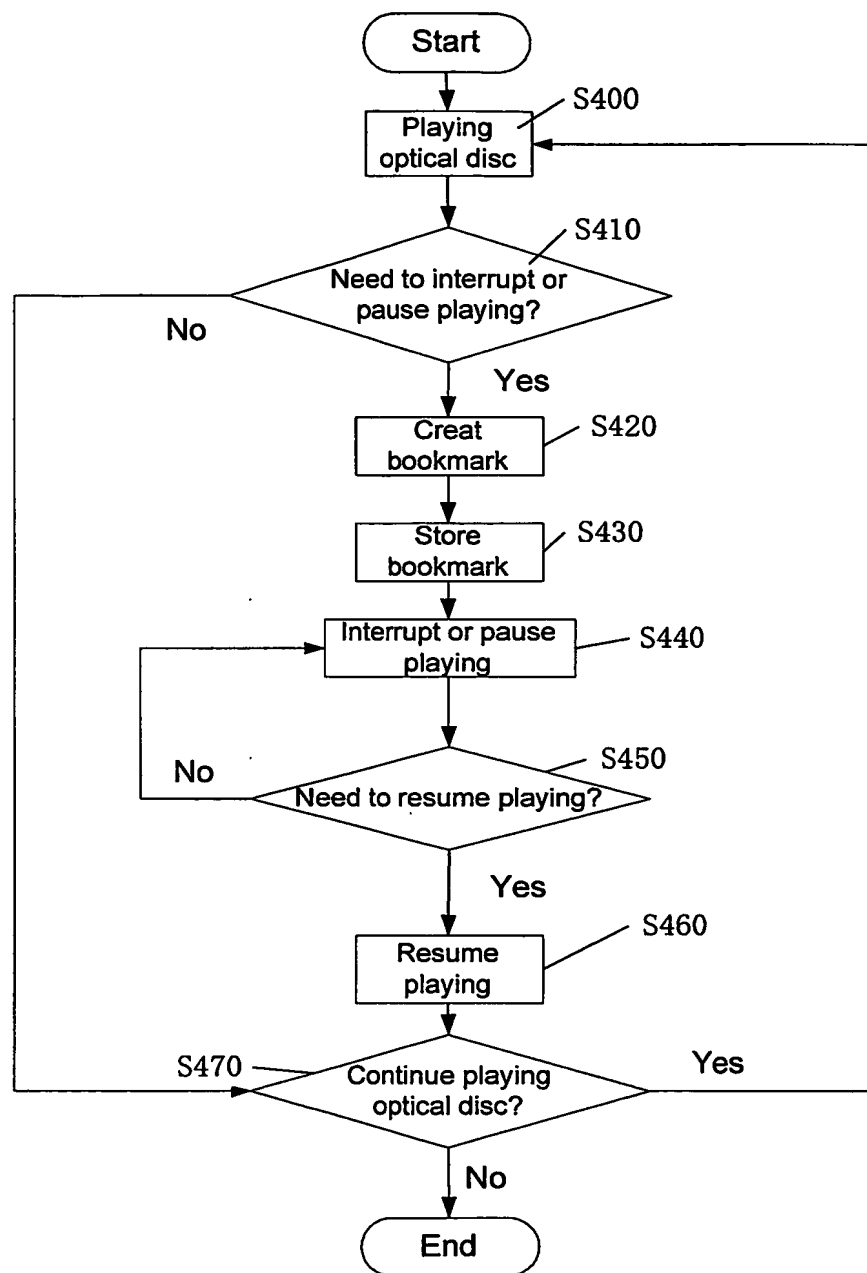 Start
S400
Playing
optical disc
S410
Need to interrupt or
pause playing?
No
Yes
Creat
bookmark
S420
Store
bookmark
S430
Interrupt or pause
playing
S440
S450
No
Need to resume playing?
Yes
Resume
playing
S460
S470
Continue playing
optical disc?
Yes
No
End